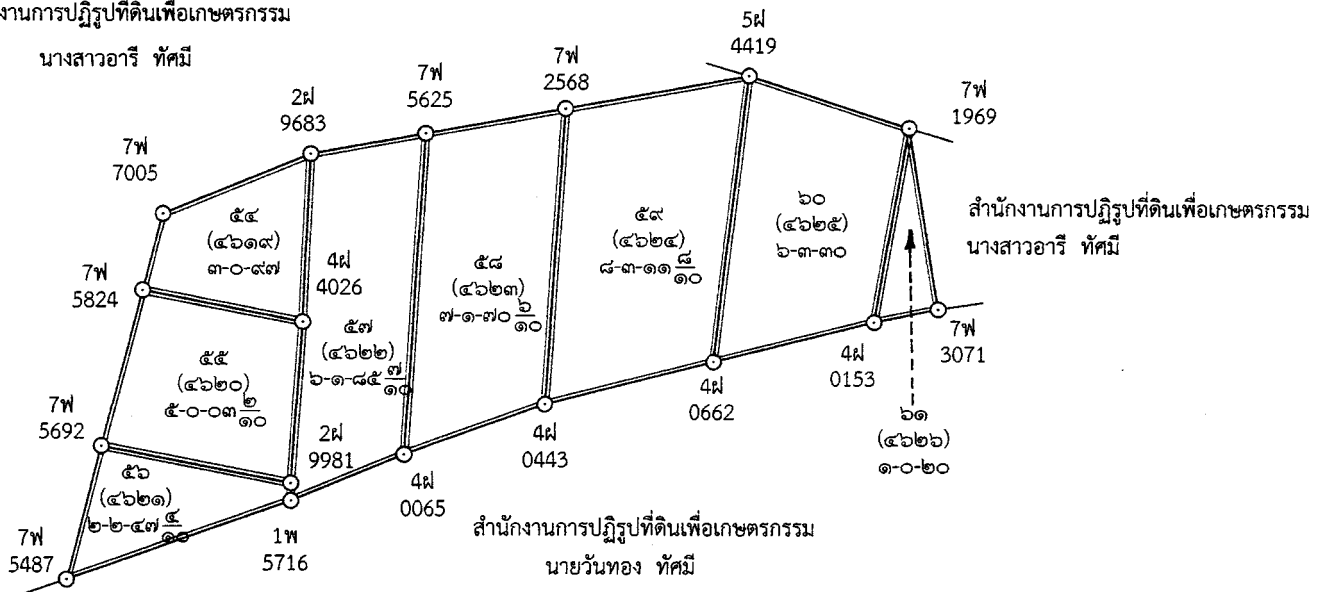 งานการปฏิรูปที่ดินเพื่อเกษตรกรรม
นางสาวอารี ทัศมี
5ฝ
4419
7ฟ
2568
7ฟ
5625
2ฝ
9683
7ฟ
1969
7ฟ
7005
๕๔
(๔๖๑๙)
๓-๐-๙๗
๖๐
(๔๖๒๕)
๖-๓-๓๐
สำนักงานการปฏิรูปที่ดินเพื่อเกษตรกรรม
นางสาวอารี ทัศมี
๕๙
(๔๖๒๔)
๘-๓-๑๑ ๘/๑๐
7ฟ
5824
4ฝ
4026
๕๘
(๔๖๒๓)
๗-๑-๗๐ ๖/๑๐
๕๗
(๔๖๒๒)
๖-๑-๘๕ ๗/๑๐
๕๕
(๔๖๒๐)
๕-๐-๐๓ ๒/๑๐
7ฟ
3071
4ฝ
0153
4ฝ
0662
7ฟ
5692
๖๑
(๔๖๒๖)
๑-๐-๒๐
2ฝ
9981
4ฝ
0443
๕๖
(๔๖๒๑)
๒-๒-๔๗ ๔/๑๐
4ฝ
0065
7ฟ
5487
1พ
5716
สำนักงานการปฏิรูปที่ดินเพื่อเกษตรกรรม
นายวันทอง ทัศมี